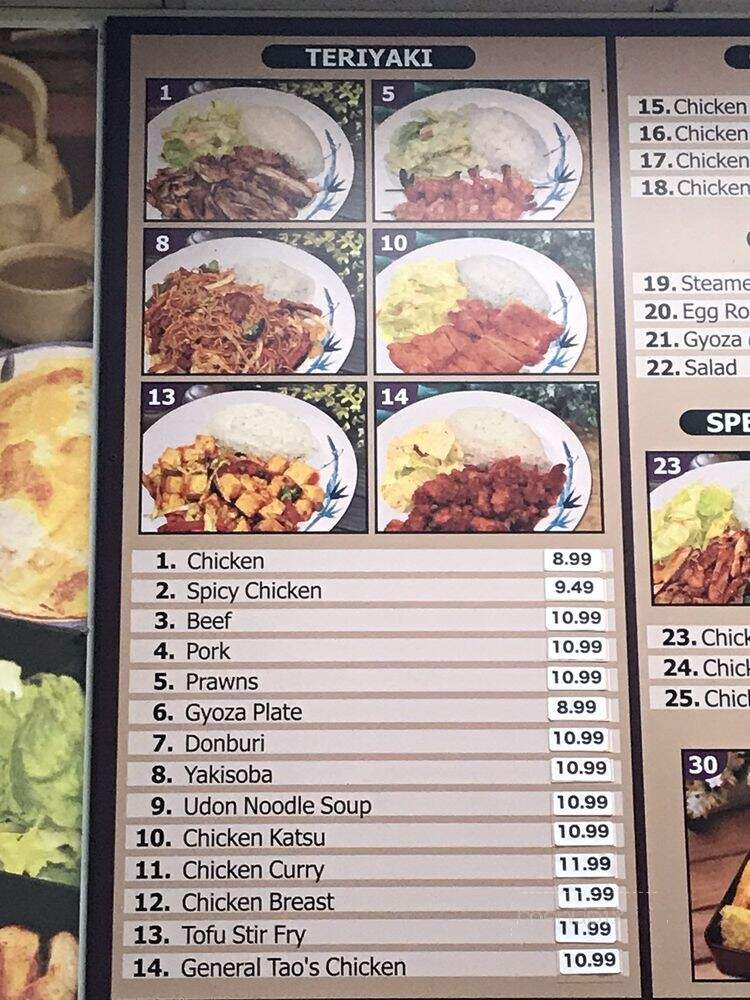 TERIYAKI
1
5
8
10
13
14
1. Chicken 8.99
2. Spicy Chicken 9.49
3. Beef 10.99
4. Pork 10.99
5. Prawns 10.99
6. Gyoza Plate 8.99
7. Donburi 10.99
8. Yakisoba 10.99
9. Udon Noodle Soup 10.99
10. Chicken Katsu 10.99
11. Chicken Curry 11.99
12. Chicken Breast 11.99
13. Tofu Stir Fry 11.99
14. General Tao's Chicken 10.99
15. Chicken
16. Chicken
17. Chicken
18. Chicken
19. Steame
20. Egg Ro
21. Gyoza
22. Salad
SPE
23
23. Chick
24. Chick
25. Chic
30